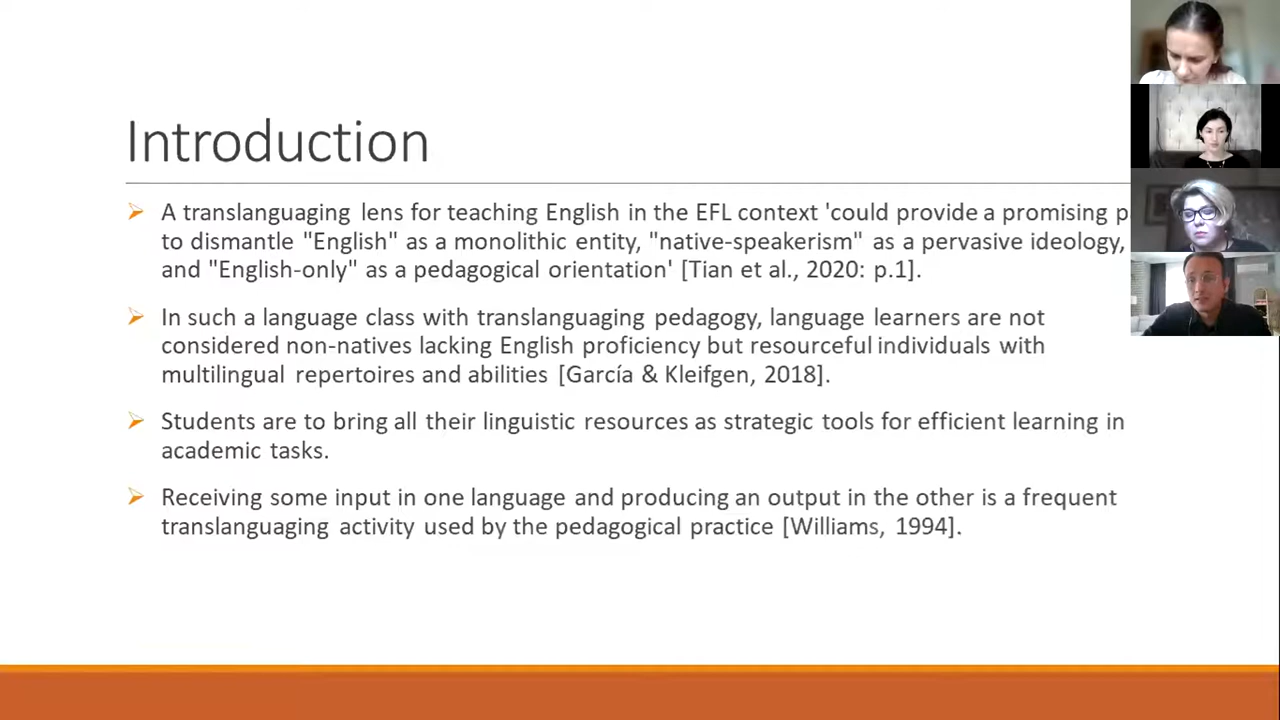 Introduction
A translanguaging lens for teaching English in the EFL context 'could provide a promising
to dismantle "English" as a monolithic entity, "native-speakerism" as a pervasive ideology,
and "English-only" as a pedagogical orientation' [Tian et al., 2020: p.1].
In such a language class with translanguaging pedagogy, language learners are not
considered non-natives lacking English proficiency but resourceful individuals with
multilingual repertoires and abilities [García & Kleifgen, 2018].
Students are to bring all their linguistic resources as strategic tools for efficient learning in
academic tasks.
Receiving some input in one language and producing an output in the other is a frequent
translanguaging activity used by the pedagogical practice [Williams, 1994].